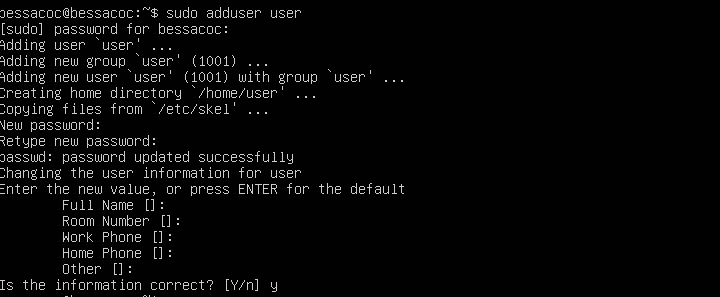 bessacoc@bessacoc:~$ sudo adduser user
[sudo] password for bessacoc:
Adding user `user' ...
Adding new group `user' (1001) ...
Adding new user `user' (1001) with group `user' ...
Creating home directory `/home/user' ...
Copying files from `/etc/skel' ...
New password:
Retype new password:
passwd: password updated successfully
Changing the user information for user
Enter the new value, or press ENTER for the default
Full Name []:
Room Number []:
Work Phone []:
Home Phone []:
Other []:
Is the information correct? [Y/n] y